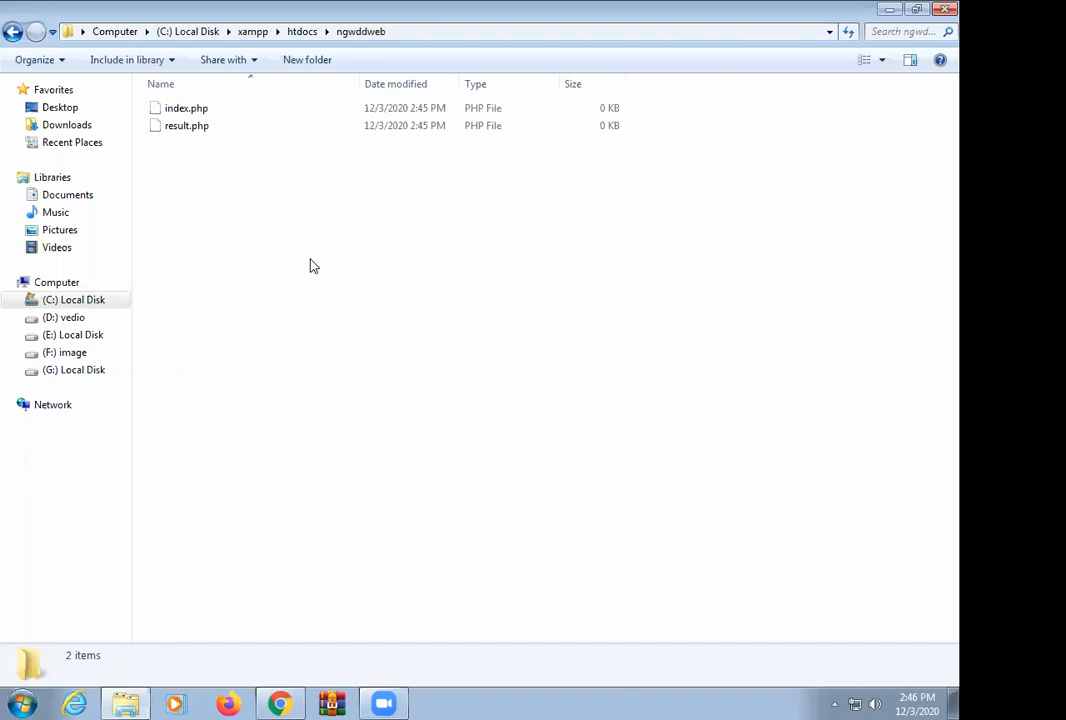 Computer (C:) Local Disk xampp htdocs ngwddweb Search ngwd...
Organize Include in library Share with New folder
Name Date modified Type Size
index.php 12/3/2020 2:45 PM PHP File 0 KB
result.php 12/3/2020 2:45 PM PHP File 0 KB
Favorites
Desktop
Downloads
Recent Places
Libraries
Documents
Music
Pictures
Videos
Computer
(C:) Local Disk
(D:) vedio
(E:) Local Disk
(F:) image
(G:) Local Disk
Network
2 items
2:46 PM
12/3/2020